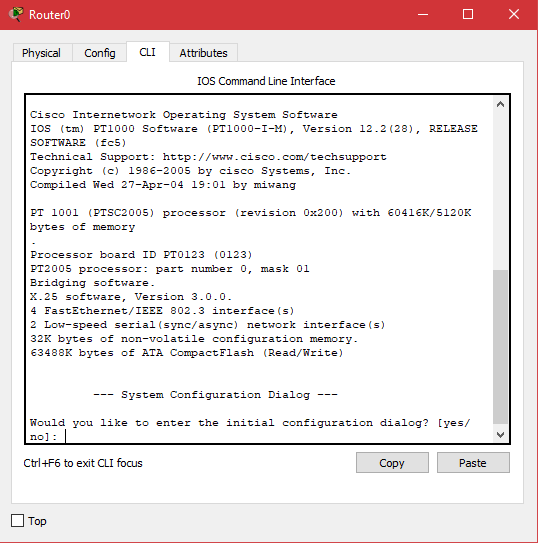 Router0
Physical
Config
CLI
Attributes
IOS Command Line Interface
Cisco Internetwork Operating System Software
IOS (tm) PT1000 Software (PT1000-I-M), Version 12.2(28), RELEASE
SOFTWARE (fc5)
Technical Support: http://www.cisco.com/techsupport
Copyright (c) 1986-2005 by cisco Systems, Inc.
Compiled Wed 27-Apr-04 19:01 by miwang
PT 1001 (PTSC2005) processor (revision 0x200) with 60416K/5120K
bytes of memory
.
Processor board ID PT0123 (0123)
PT2005 processor: part number 0, mask 01
Bridging software.
X.25 software, Version 3.0.0.
4 FastEthernet/IEEE 802.3 interface(s)
2 Low-speed serial(sync/async) network interface(s)
32K bytes of non-volatile configuration memory.
63488K bytes of ATA CompactFlash (Read/Write)
--- System Configuration Dialog ---
Would you like to enter the initial configuration dialog? [yes/
no]:
Ctrl+F6 to exit CLI focus
Copy
Paste
Top